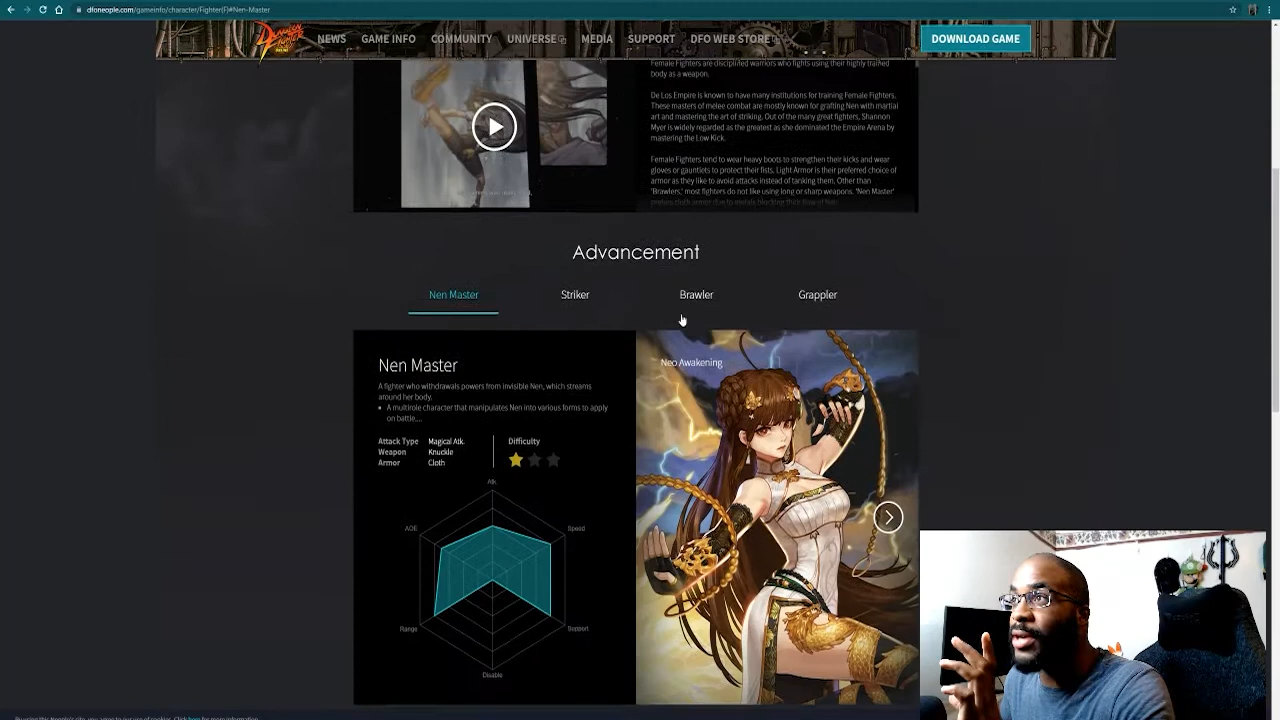 dfoneople.com/gameinfo/character/Fighter(F)#Nen-Master
NEWS GAME INFO COMMUNITY UNIVERSE MEDIA SUPPORT DFO WEB STORE DOWNLOAD GAME
Female Fighters are disciplined warriors who fights using their highly trained
body as a weapon.
De Los Empire is known to have many institutions for training Female Fighters.
These masters of melee combat are mostly known for grafting Nen with martial
art and mastering the art of striking. Out of the many great fighters, Shannon
Myer is widely regarded as the greatest as she dominated the Empire Arena by
mastering the Low Kick.
Female Fighters tend to wear heavy boots to strengthen their kicks and wear
gloves or gauntlets to protect their fists. Light Armor is their preferred choice of
armor as they like to avoid attacks instead of tanking them. Other than
'Brawlers,' most fighters do not like using long or sharp weapons. 'Nen Master'
Advancement
Nen Master Striker Brawler Grappler
Nen Master
A fighter who withdrawals powers from invisible Nen, which streams
around her body.
A multirole character that manipulates Nen into various forms to apply
on battle....
Attack Type Magical Atk. Difficulty
Weapon Knuckle
Armor Cloth
Atk.
AOE Speed
Range Support
Disable
Neo Awakening